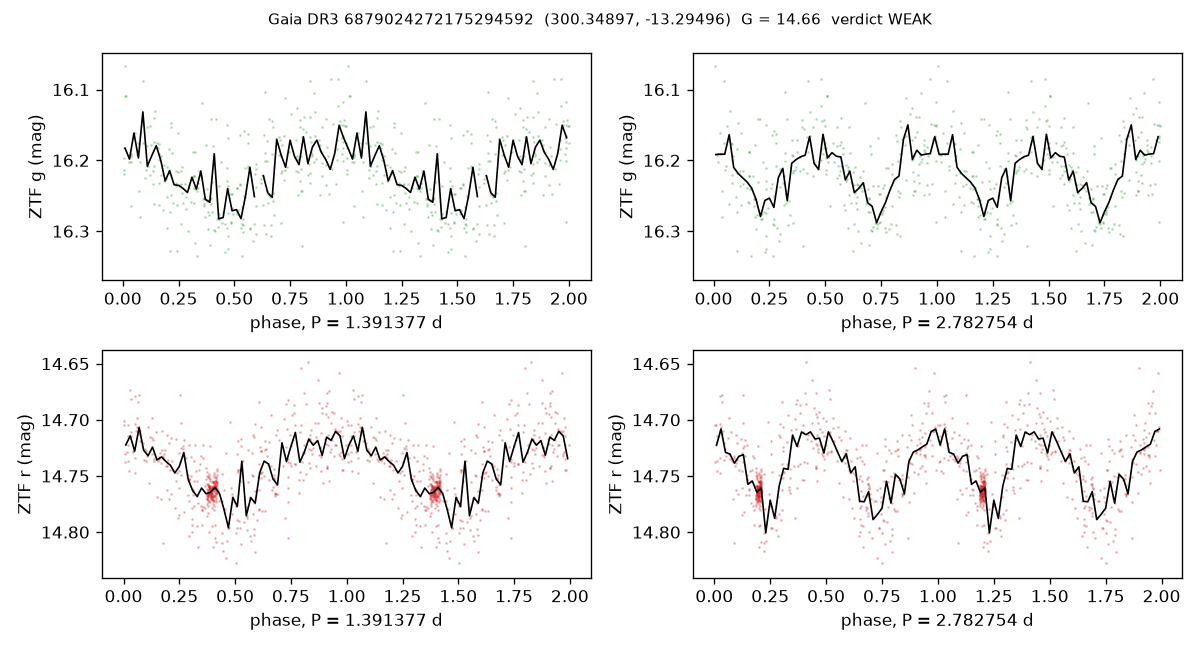 Gaia DR3 6879024272175294592  (300.34897, -13.29496)  G = 14.66  verdict WEAK
ZTF g (mag)
16.1
16.2
16.3
0.00 0.25 0.50 0.75 1.00 1.25 1.50 1.75 2.00
phase, P = 1.391377 d
ZTF g (mag)
16.1
16.2
16.3
0.00 0.25 0.50 0.75 1.00 1.25 1.50 1.75 2.00
phase, P = 2.782754 d
ZTF r (mag)
14.65
14.70
14.75
14.80
0.00 0.25 0.50 0.75 1.00 1.25 1.50 1.75 2.00
phase, P = 1.391377 d
ZTF r (mag)
14.65
14.70
14.75
14.80
0.00 0.25 0.50 0.75 1.00 1.25 1.50 1.75 2.00
phase, P = 2.782754 d